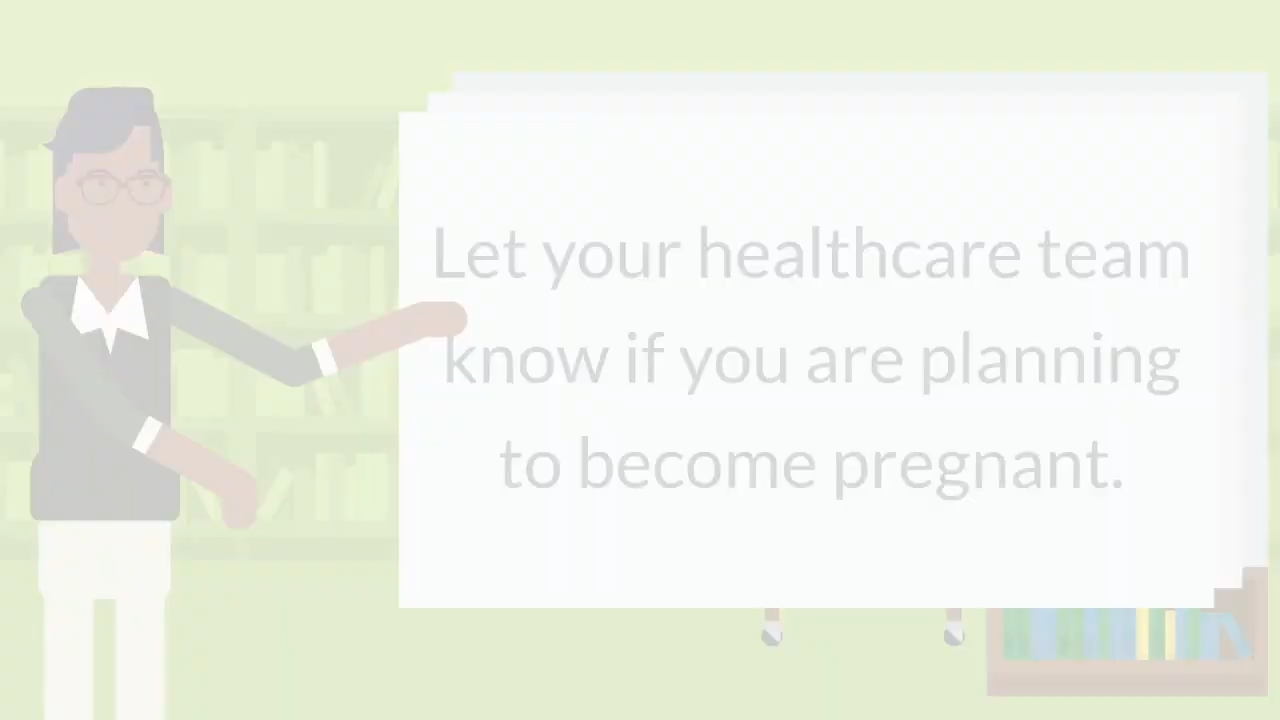 Let your healthcare team
know if you are planning
to become pregnant.